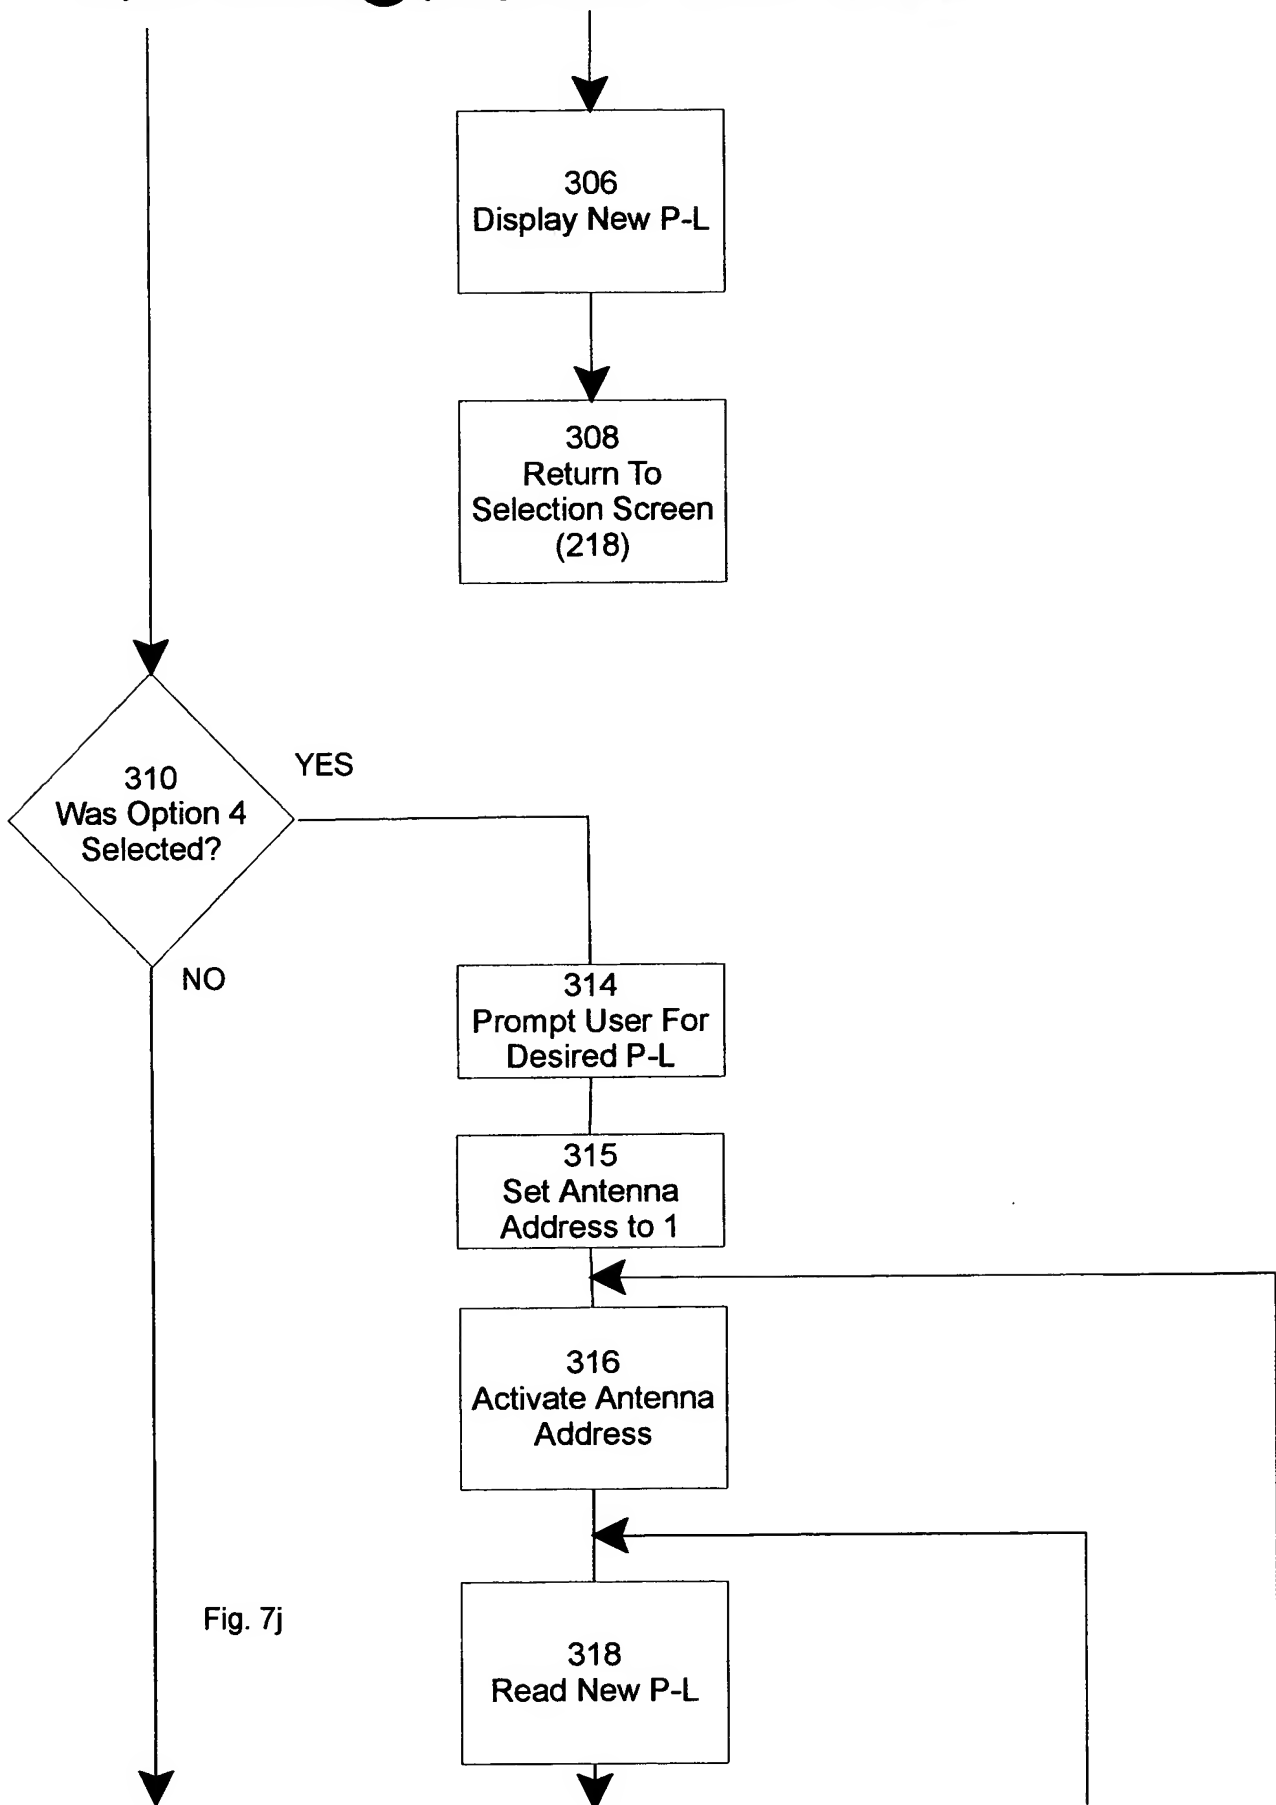 306
Display New P-L
308
Return To
Selection Screen
(218)
310
Was Option 4
Selected?
YES
NO
314
Prompt User For
Desired P-L
315
Set Antenna
Address to 1
316
Activate Antenna
Address
318
Read New P-L
Fig. 7j